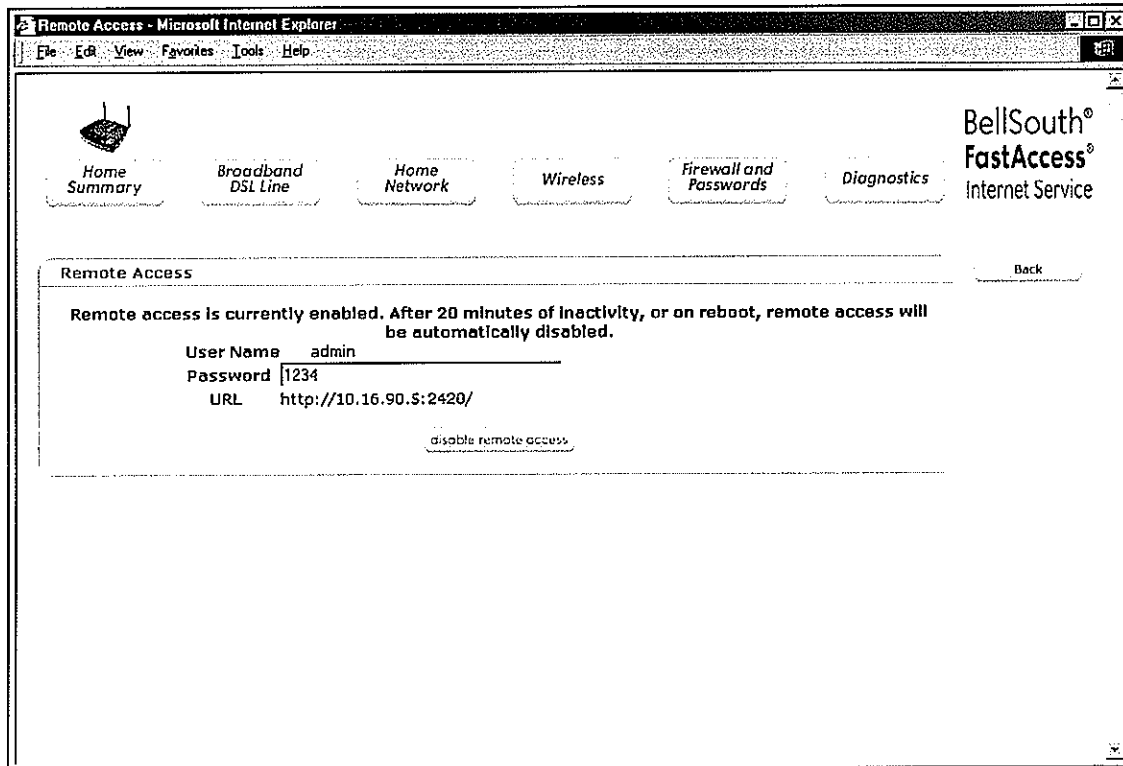 Remote Access - Microsoft Internet Explorer
File Edit View Favorites Tools Help
BellSouth®
FastAccess®
Internet Service
Home
Summary
Broadband
DSL Line
Home
Network
Wireless
Firewall and
Passwords
Diagnostics
Remote Access
Back
Remote access is currently enabled. After 20 minutes of inactivity, or on reboot, remote access will
be automatically disabled.
User Name admin
Password 1234
URL http://10.16.90.5:2420/
disable remote access